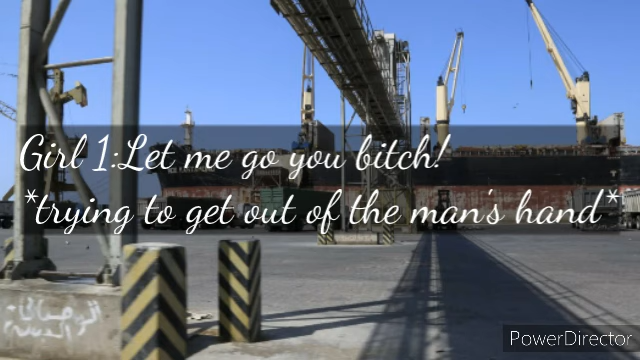 Girl 1:Let me go you bitch!
*trying to get out of the man's hand*
PowerDirector